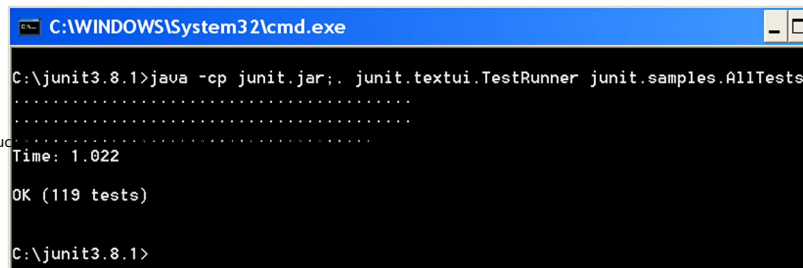 C:\WINDOWS\System32\cmd.exe
C:\junit3.8.1>java -cp junit.jar;. junit.textui.TestRunner junit.samples.AllTests
.........................................
.........................................
.....................................
Time: 1.022
OK (119 tests)
C:\junit3.8.1>